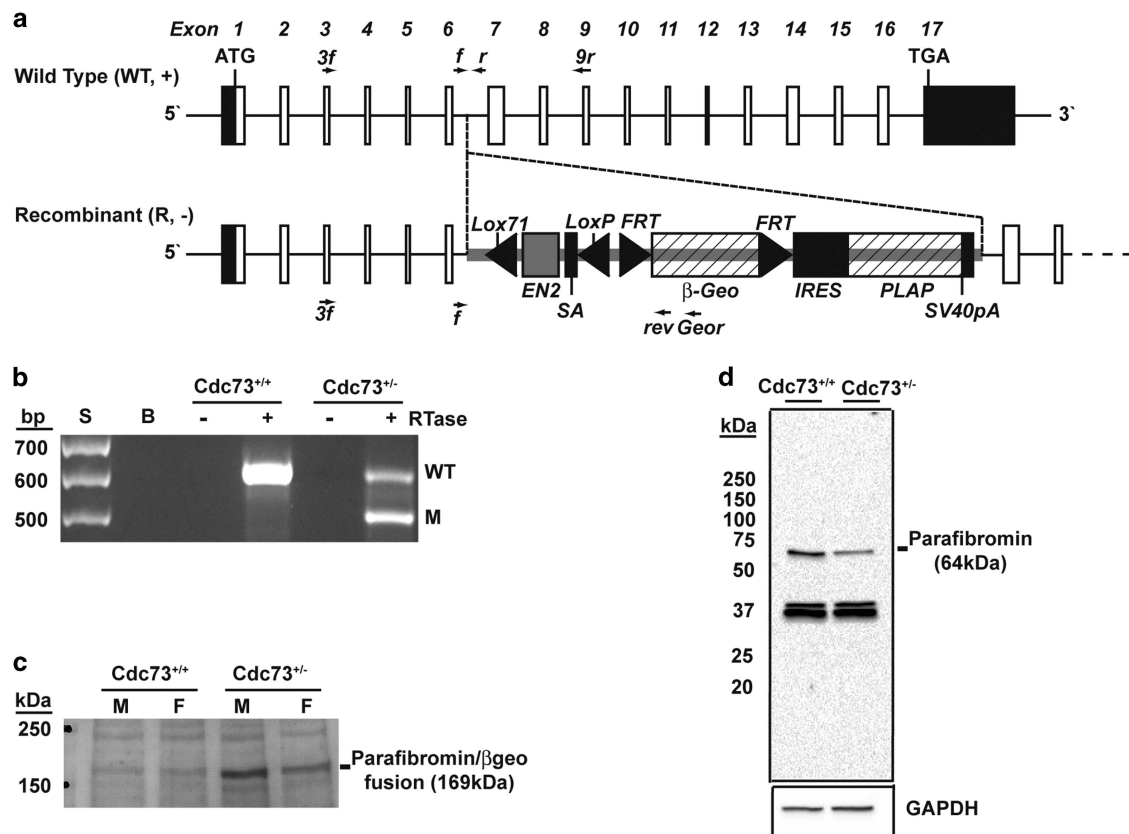 a
Exon 1 2 3 4 5 6 7 8 9 10 11 12 13 14 15 16 17
ATG 3f f r 9r TGA
Wild Type (WT, +)
5` 3`
Recombinant (R, -)
Lox71 LoxP FRT FRT
5`
EN2 SA β-Geo IRES PLAP SV40pA
3f f rev Geor
b
Cdc73+/+ Cdc73+/-
bp S B - + - + RTase
700
600 WT
500 M
c
Cdc73+/+ Cdc73+/-
kDa M F M F
250
Parafibromin/βgeo
fusion (169kDa)
150
d
Cdc73+/+ Cdc73+/-
kDa
250
150
100
75
Parafibromin
(64kDa)
50
37
25
20
GAPDH